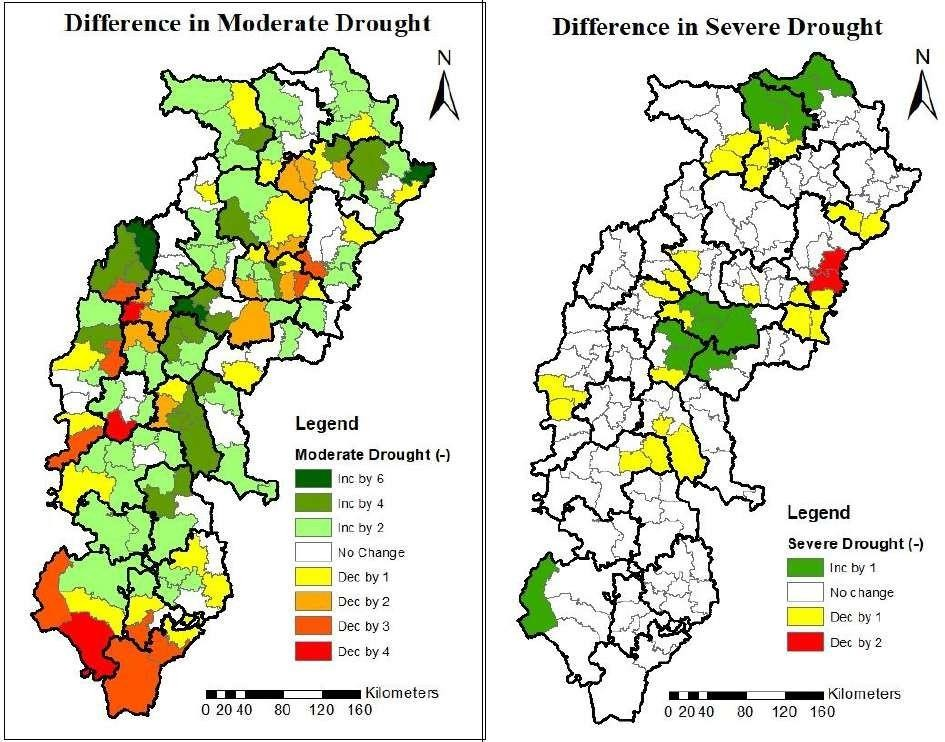 Difference in Moderate Drought
N
Legend
Moderate Drought (-)
Inc by 6
Inc by 4
Inc by 2
No Change
Dec by 1
Dec by 2
Dec by 3
Dec by 4
Kilometers
0 20 40 80 120 160
Difference in Severe Drought
N
Legend
Severe Drought (-)
Inc by 1
No change
Dec by 1
Dec by 2
Kilometers
0 20 40 80 120 160